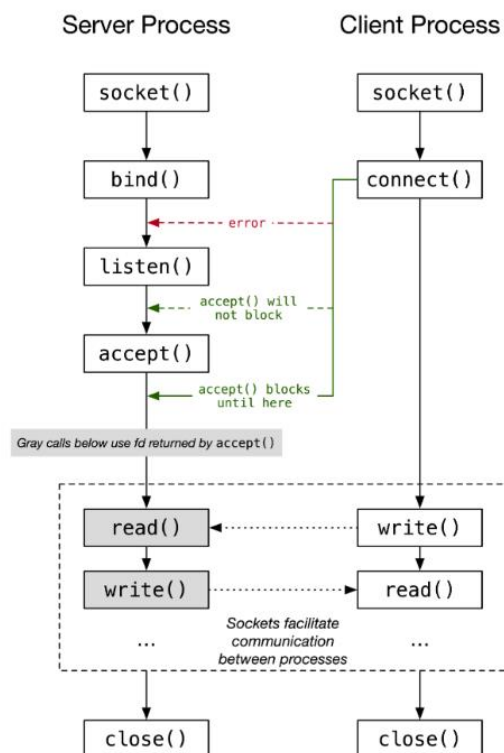 Server Process
Client Process
socket()
socket()
bind()
connect()
error
listen()
accept() will
not block
accept()
accept() blocks
until here
Gray calls below use fd returned by accept()
read()
write()
write()
read()
Sockets facilitate
communication
between processes
...
...
close()
close()